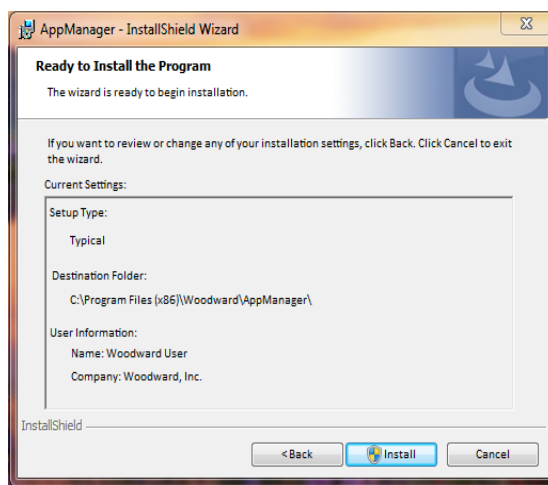 AppManager - InstallShield Wizard
Ready to Install the Program
The wizard is ready to begin installation.
If you want to review or change any of your installation settings, click Back. Click Cancel to exit
the wizard.
Current Settings:
Setup Type:
Typical
Destination Folder:
C:\Program Files (x86)\Woodward\AppManager\
User Information:
Name: Woodward User
Company: Woodward, Inc.
InstallShield
< Back
Install
Cancel